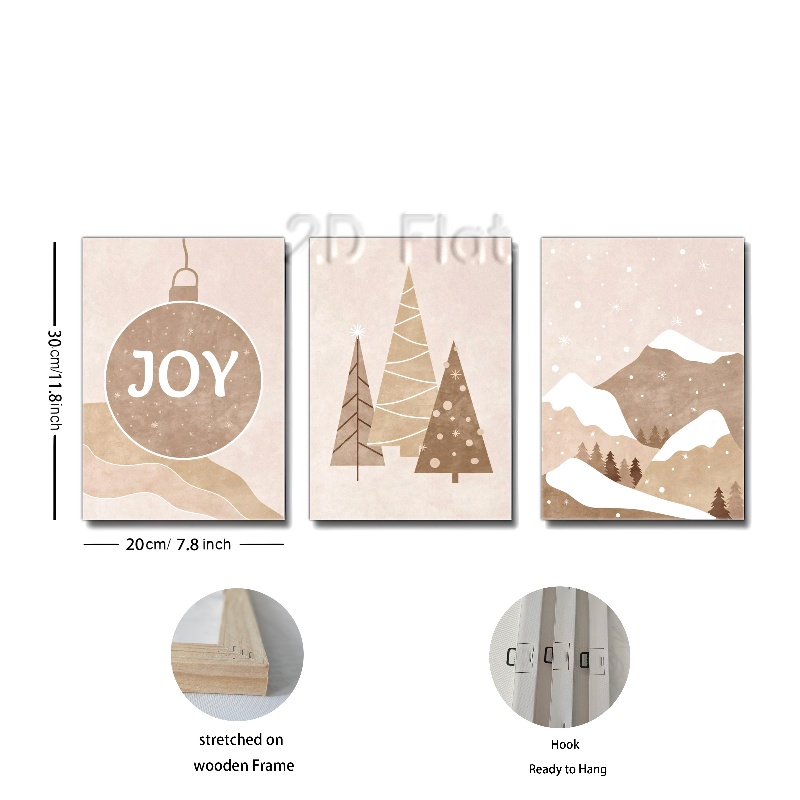 2D Flat
JOY
30cm/11.8inch
20cm/ 7.8 inch
stretched on
wooden Frame
Hook
Ready to Hang